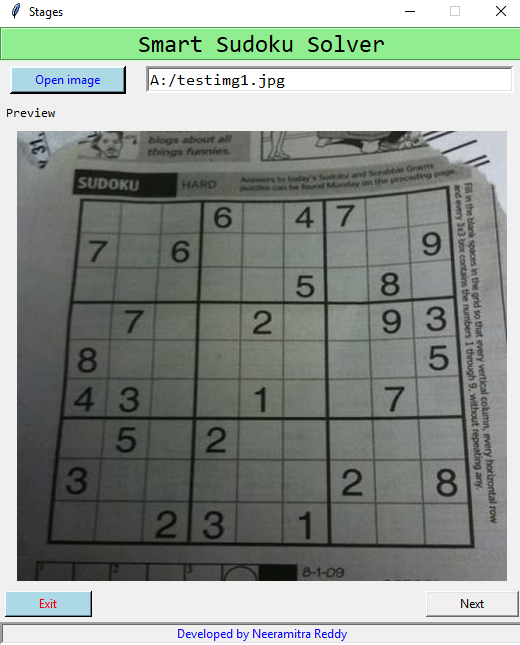 Stages
Smart Sudoku Solver
Open image
A:/testimg1.jpg
Preview
31,
blogs about all
things funnies.
SUDOKU HARD
Answers to today's Sudoku and Scrabble Grams
puzzles can be found Monday on the preceding page.
Fill in the blank spaces in the grid so that every vertical column, every horizontal row
and every 3x3 box contains the numbers 1 through 9, without repeating any.
6 4 7
7 6 9
5 8
7 2 9 3
8 5
4 3 1 7
5 2
3 2 8
2 3 1
1 2 3
8-1-09
Exit
Next
Developed by Neeramitra Reddy